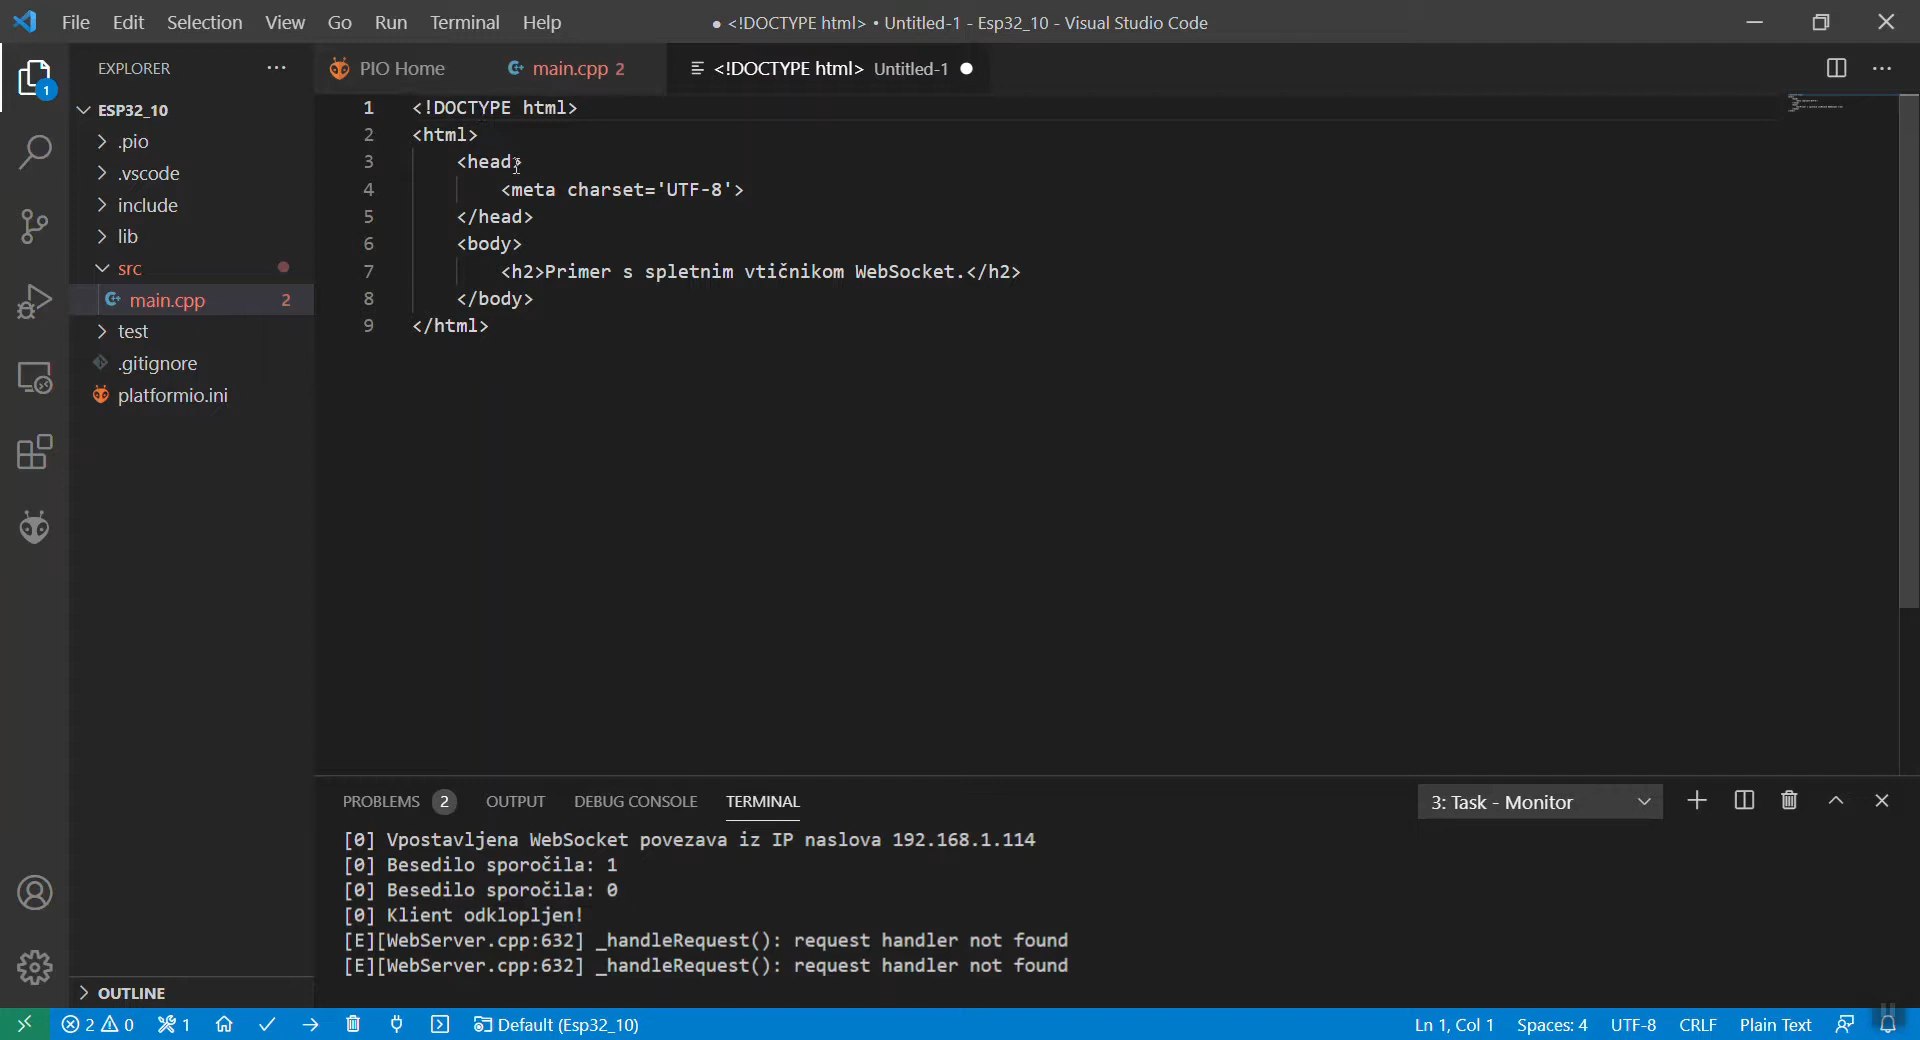 File Edit Selection View Go Run Terminal Help
● <!DOCTYPE html> • Untitled-1 - Esp32_10 - Visual Studio Code
1
EXPLORER
PIO Home
main.cpp 2
<!DOCTYPE html> Untitled-1
ESP32_10
.pio
.vscode
include
lib
src
main.cpp 2
test
.gitignore
platformio.ini
OUTLINE
1 <!DOCTYPE html>
2 <html>
3 <head>
4 <meta charset='UTF-8'>
5 </head>
6 <body>
7 <h2>Primer s spletnim vtičnikom WebSocket.</h2>
8 </body>
9 </html>
PROBLEMS 2 OUTPUT DEBUG CONSOLE TERMINAL
3: Task - Monitor
[0] Vpostavljena WebSocket povezava iz IP naslova 192.168.1.114
[0] Besedilo sporočila: 1
[0] Besedilo sporočila: 0
[0] Klient odklopljen!
[E][WebServer.cpp:632] _handleRequest(): request handler not found
[E][WebServer.cpp:632] _handleRequest(): request handler not found
2 0 1 Default (Esp32_10)
Ln 1, Col 1 Spaces: 4 UTF-8 CRLF Plain Text